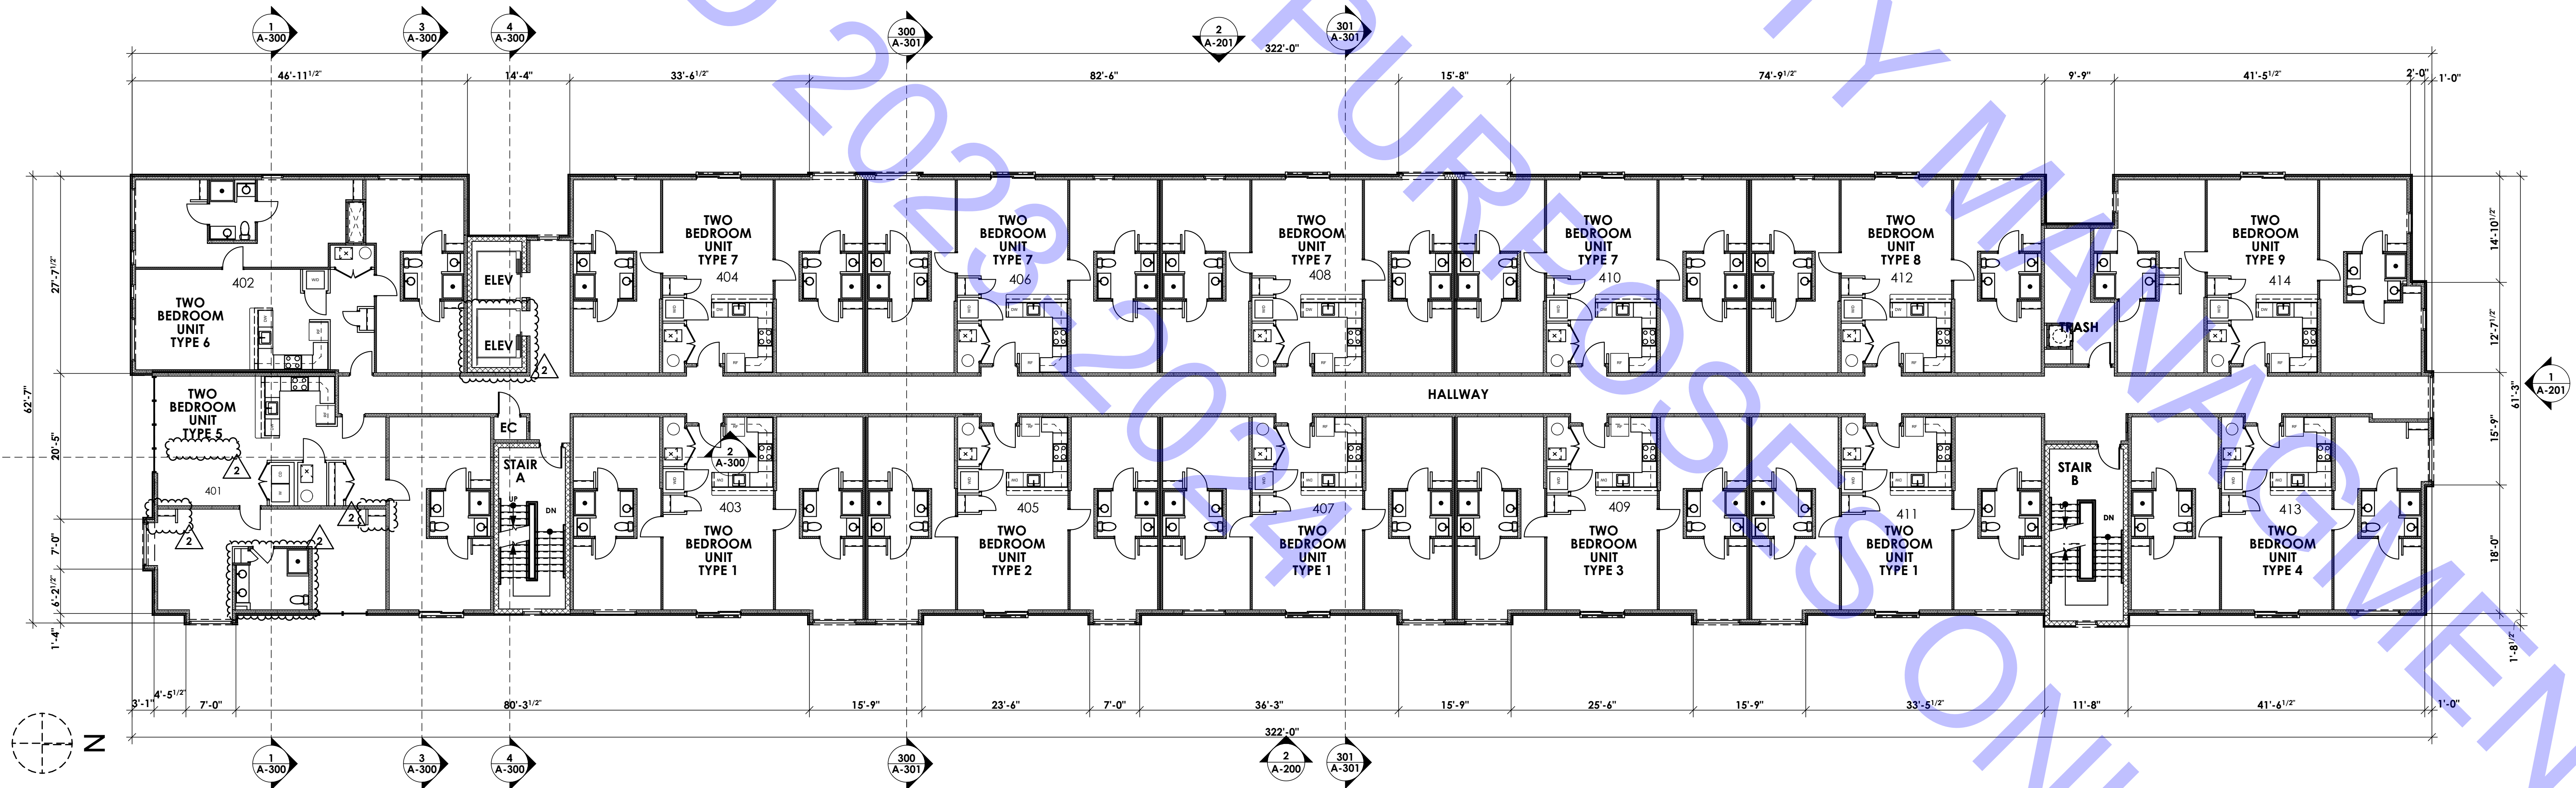 1
A-300
3
A-300
4
A-300
300
A-301
2
A-201
301
A-301
322'-0"
46'-11 1/2"
14'-4"
33'-6 1/2"
82'-6"
15'-8"
74'-9 1/2"
9'-9"
41'-5 1/2"
2'-0"
1'-0"
62'-7"
27'-7 1/2"
20'-5"
7'-0"
6'-2 1/2"
1'-4"
402
TWO
BEDROOM
UNIT
TYPE 6
ELEV
ELEV
2
TWO
BEDROOM
UNIT
TYPE 7
404
TWO
BEDROOM
UNIT
TYPE 7
406
TWO
BEDROOM
UNIT
TYPE 7
408
TWO
BEDROOM
UNIT
TYPE 7
410
TWO
BEDROOM
UNIT
TYPE 8
412
TRASH
TWO
BEDROOM
UNIT
TYPE 9
414
14'-10 1/2"
12'-7 1/2"
15'-9"
18'-0"
61'-3"
1'-8 1/2"
1
A-201
HALLWAY
TWO
BEDROOM
UNIT
TYPE 5
2
401
2
2
2
EC
STAIR
A
UP
DN
2
A-300
403
TWO
BEDROOM
UNIT
TYPE 1
405
TWO
BEDROOM
UNIT
TYPE 2
407
TWO
BEDROOM
UNIT
TYPE 1
409
TWO
BEDROOM
UNIT
TYPE 3
411
TWO
BEDROOM
UNIT
TYPE 1
STAIR
B
UP
DN
413
TWO
BEDROOM
UNIT
TYPE 4
3'-1"
4'-5 1/2"
7'-0"
80'-3 1/2"
15'-9"
23'-6"
7'-0"
36'-3"
15'-9"
25'-6"
15'-9"
33'-5 1/2"
11'-8"
41'-6 1/2"
1'-0"
322'-0"
N
1
A-300
3
A-300
4
A-300
300
A-301
2
A-200
301
A-301
2023-2024
PURPOSES ONL
TY MANAGMEN